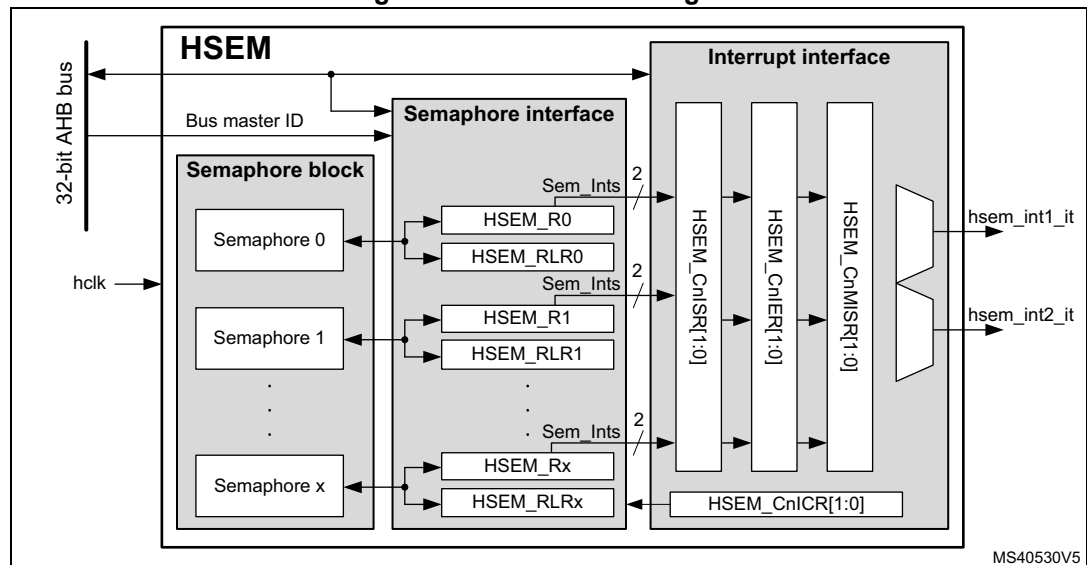 HSEM
32-bit AHB bus
Bus master ID
hclk
Semaphore block
Semaphore 0
Semaphore 1
.
.
.
Semaphore x
Semaphore interface
Sem_Ints
2
HSEM_R0
HSEM_RLR0
Sem_Ints
2
HSEM_R1
HSEM_RLR1
.
.
.
Sem_Ints
2
HSEM_Rx
HSEM_RLRx
Interrupt interface
HSEM_CnISR[1:0]
HSEM_CnIER[1:0]
HSEM_CnMISR[1:0]
HSEM_CnICR[1:0]
hsem_int1_it
hsem_int2_it
MS40530V5